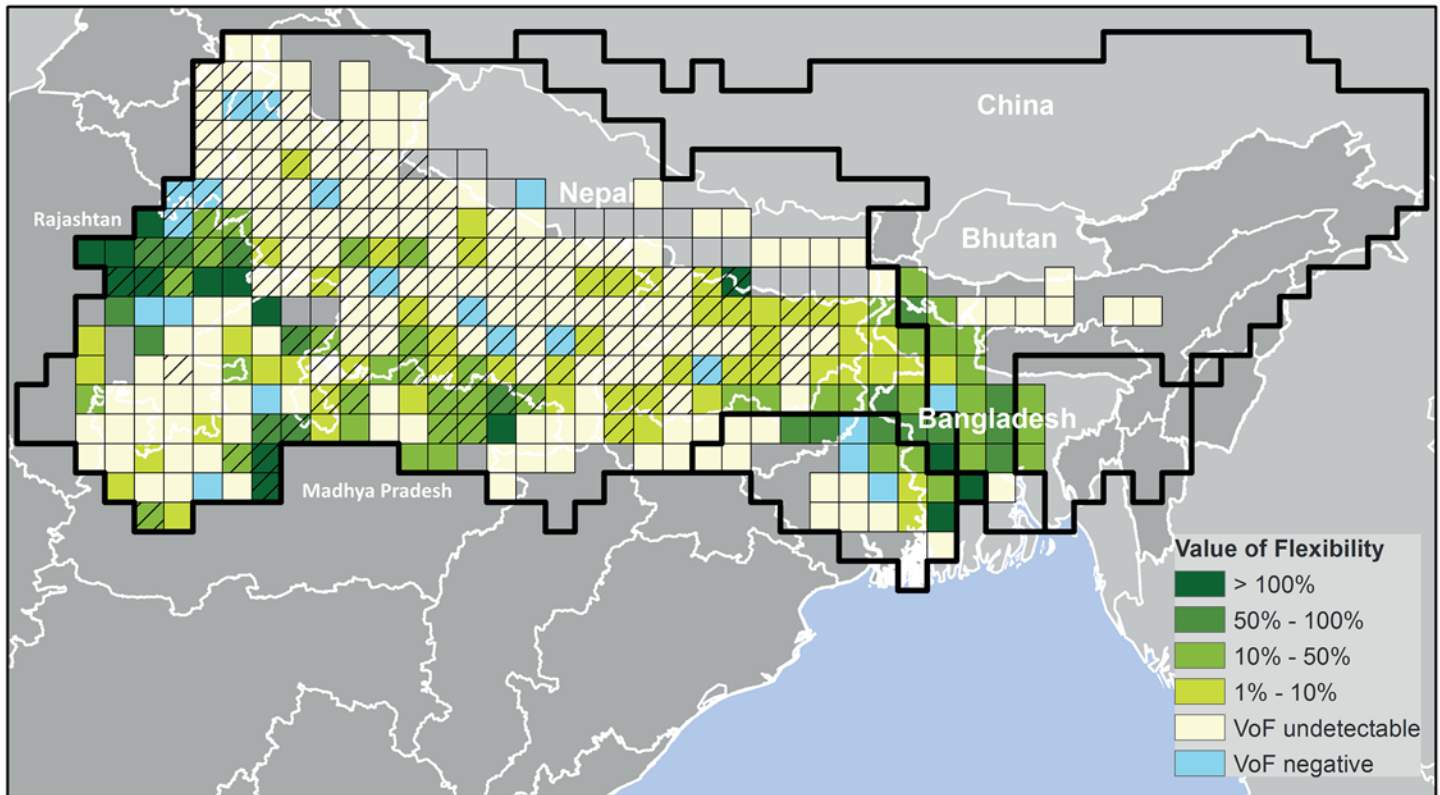 China
Nepal
Rajashtan
Bhutan
Bangladesh
Madhya Pradesh
Value of Flexibility
> 100%
50% - 100%
10% - 50%
1% - 10%
VoF undetectable
VoF negative